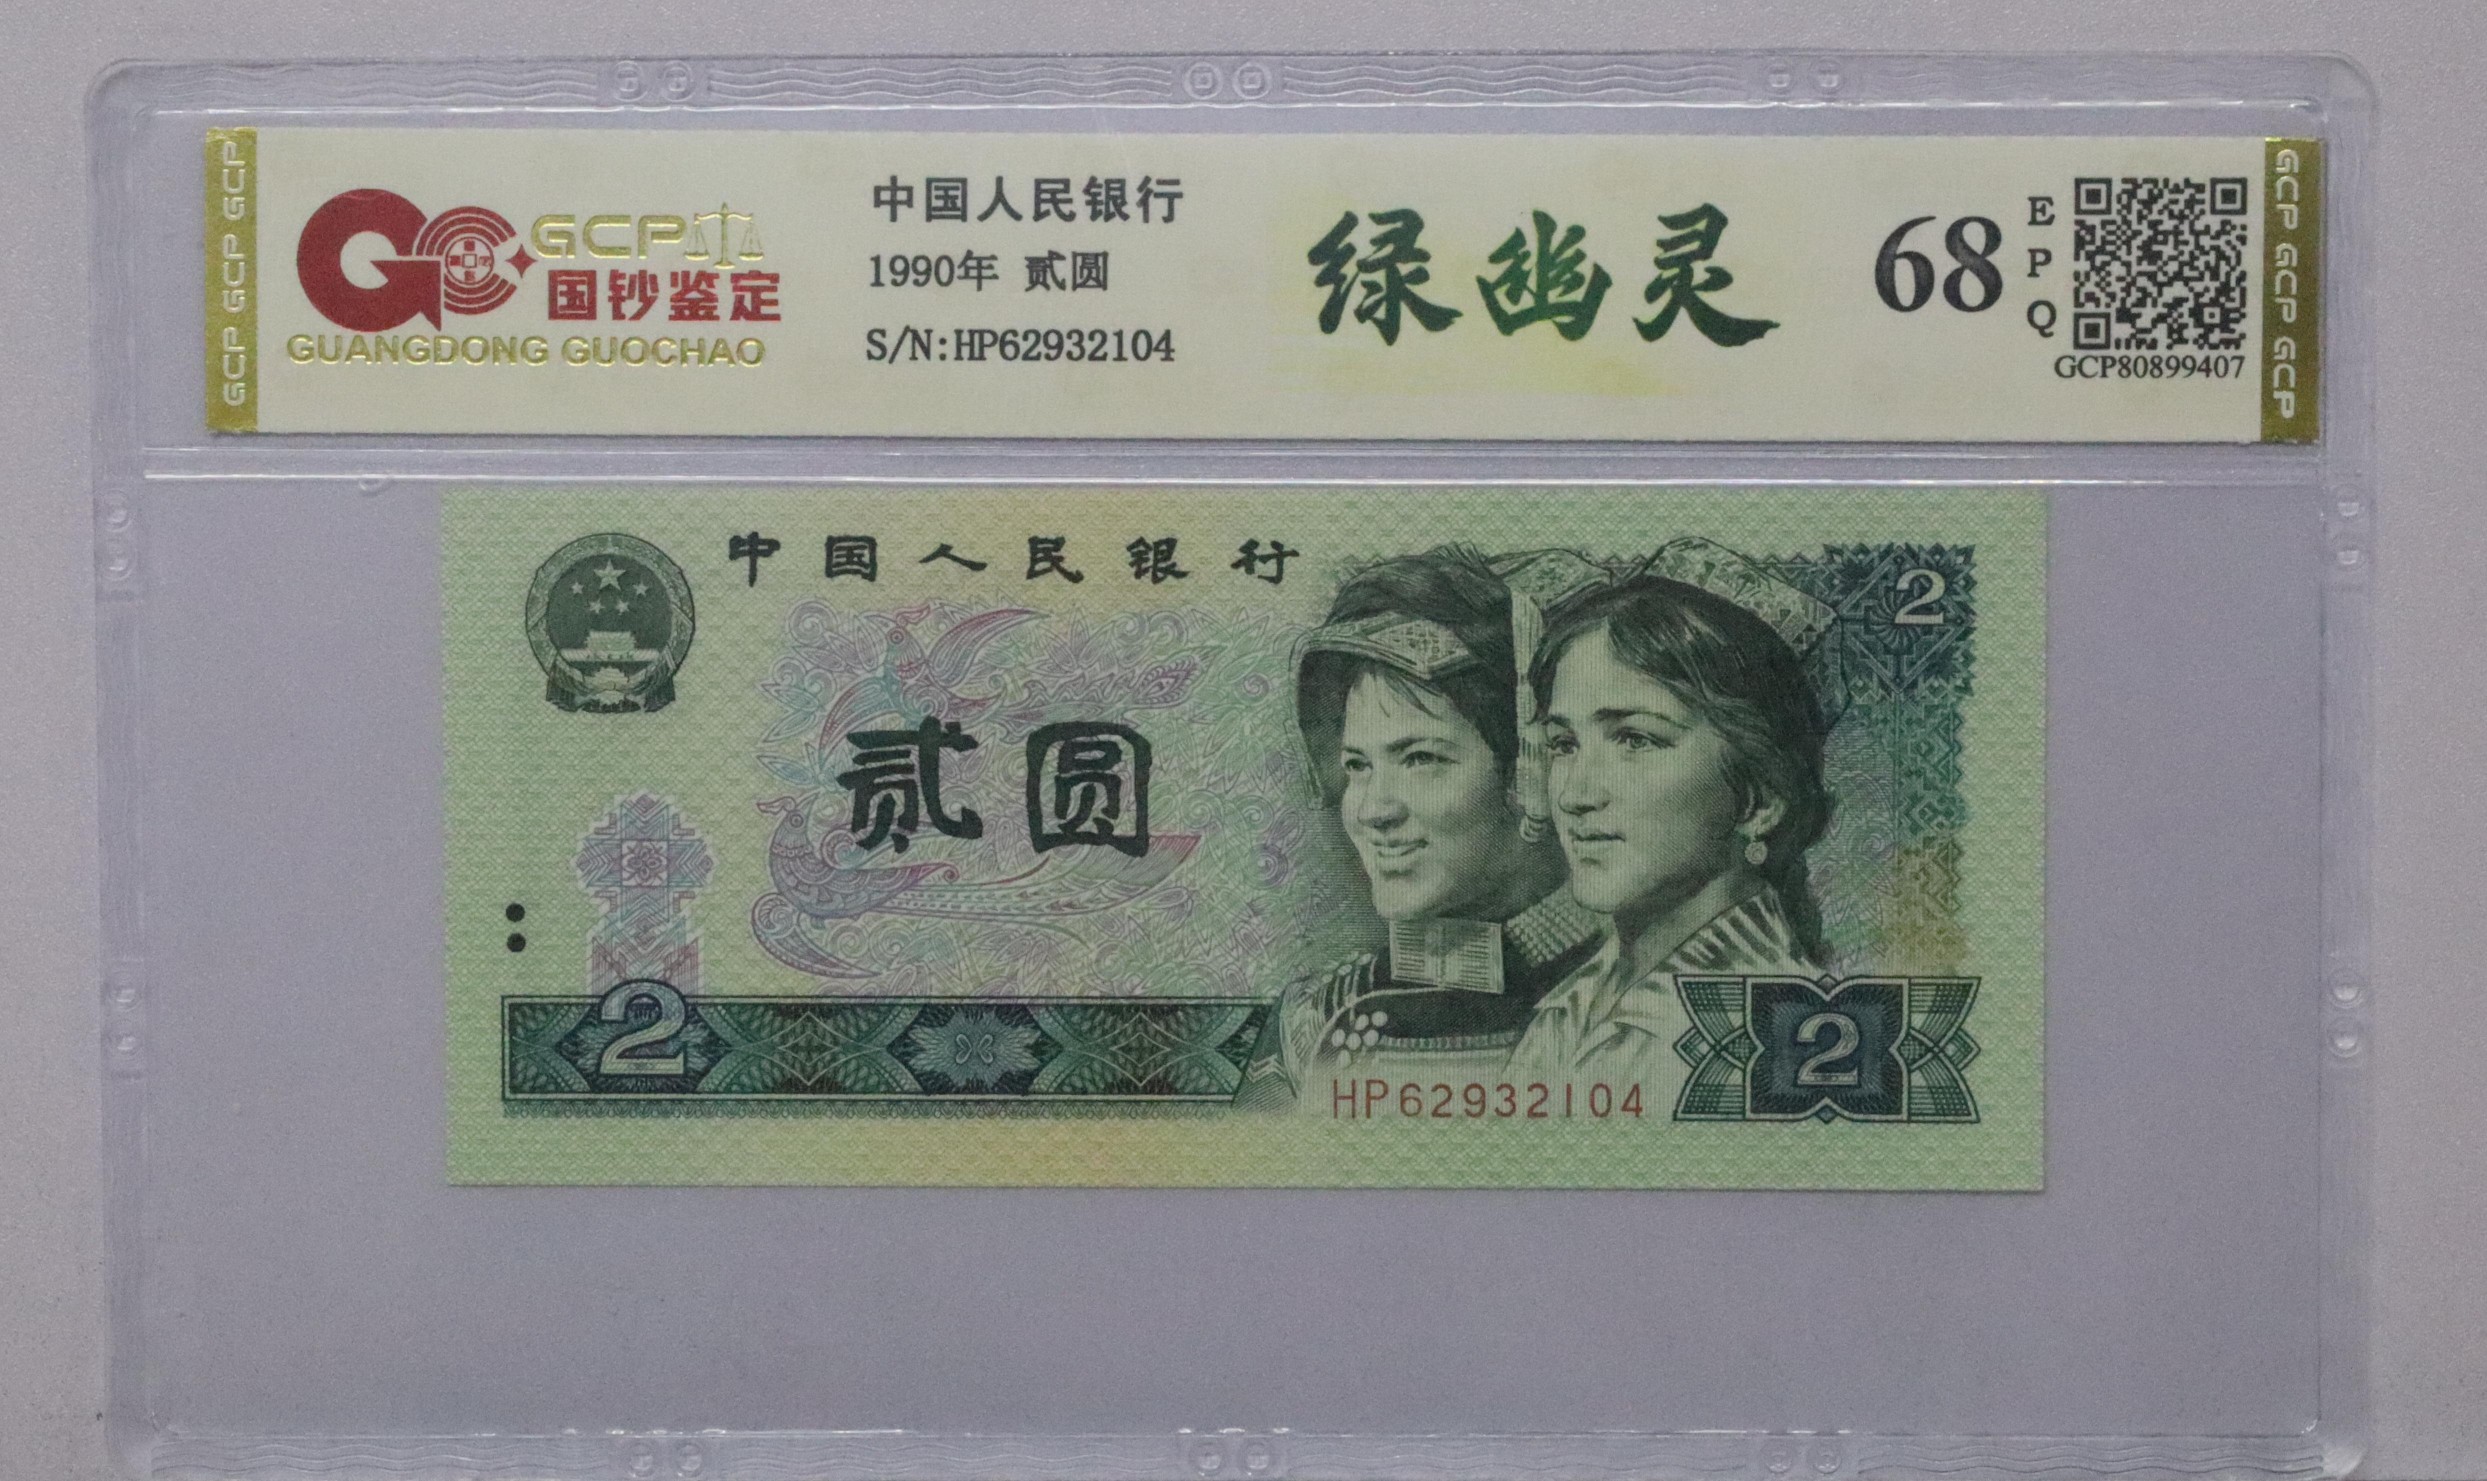 GCP GCP GCP
GCP
国钞鉴定
GUANGDONG GUOCHAO
中国人民银行
1990年 贰圆
S/N:HP62932104
绿幽灵
68
EPQ
GCP80899407
GCP GCP GCP
中国人民银行
2
贰圆
2
2
HP62932104